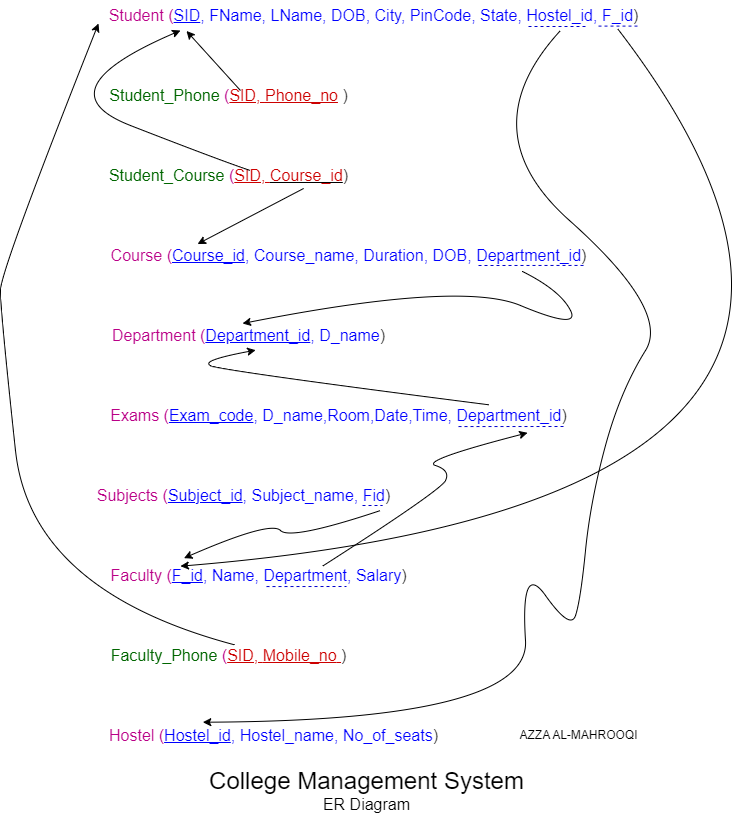 Student (SID, FName, LName, DOB, City, PinCode, State, Hostel_id, F_id)
Student_Phone (SID, Phone_no )
Student_Course (SID, Course_id)
Course (Course_id, Course_name, Duration, DOB, Department_id)
Department (Department_id, D_name)
Exams (Exam_code, D_name,Room,Date,Time, Department_id)
Subjects (Subject_id, Subject_name, Fid)
Faculty (F_id, Name, Department, Salary)
Faculty_Phone (SID, Mobile_no )
Hostel (Hostel_id, Hostel_name, No_of_seats)
AZZA AL-MAHROOQI
College Management System
ER Diagram